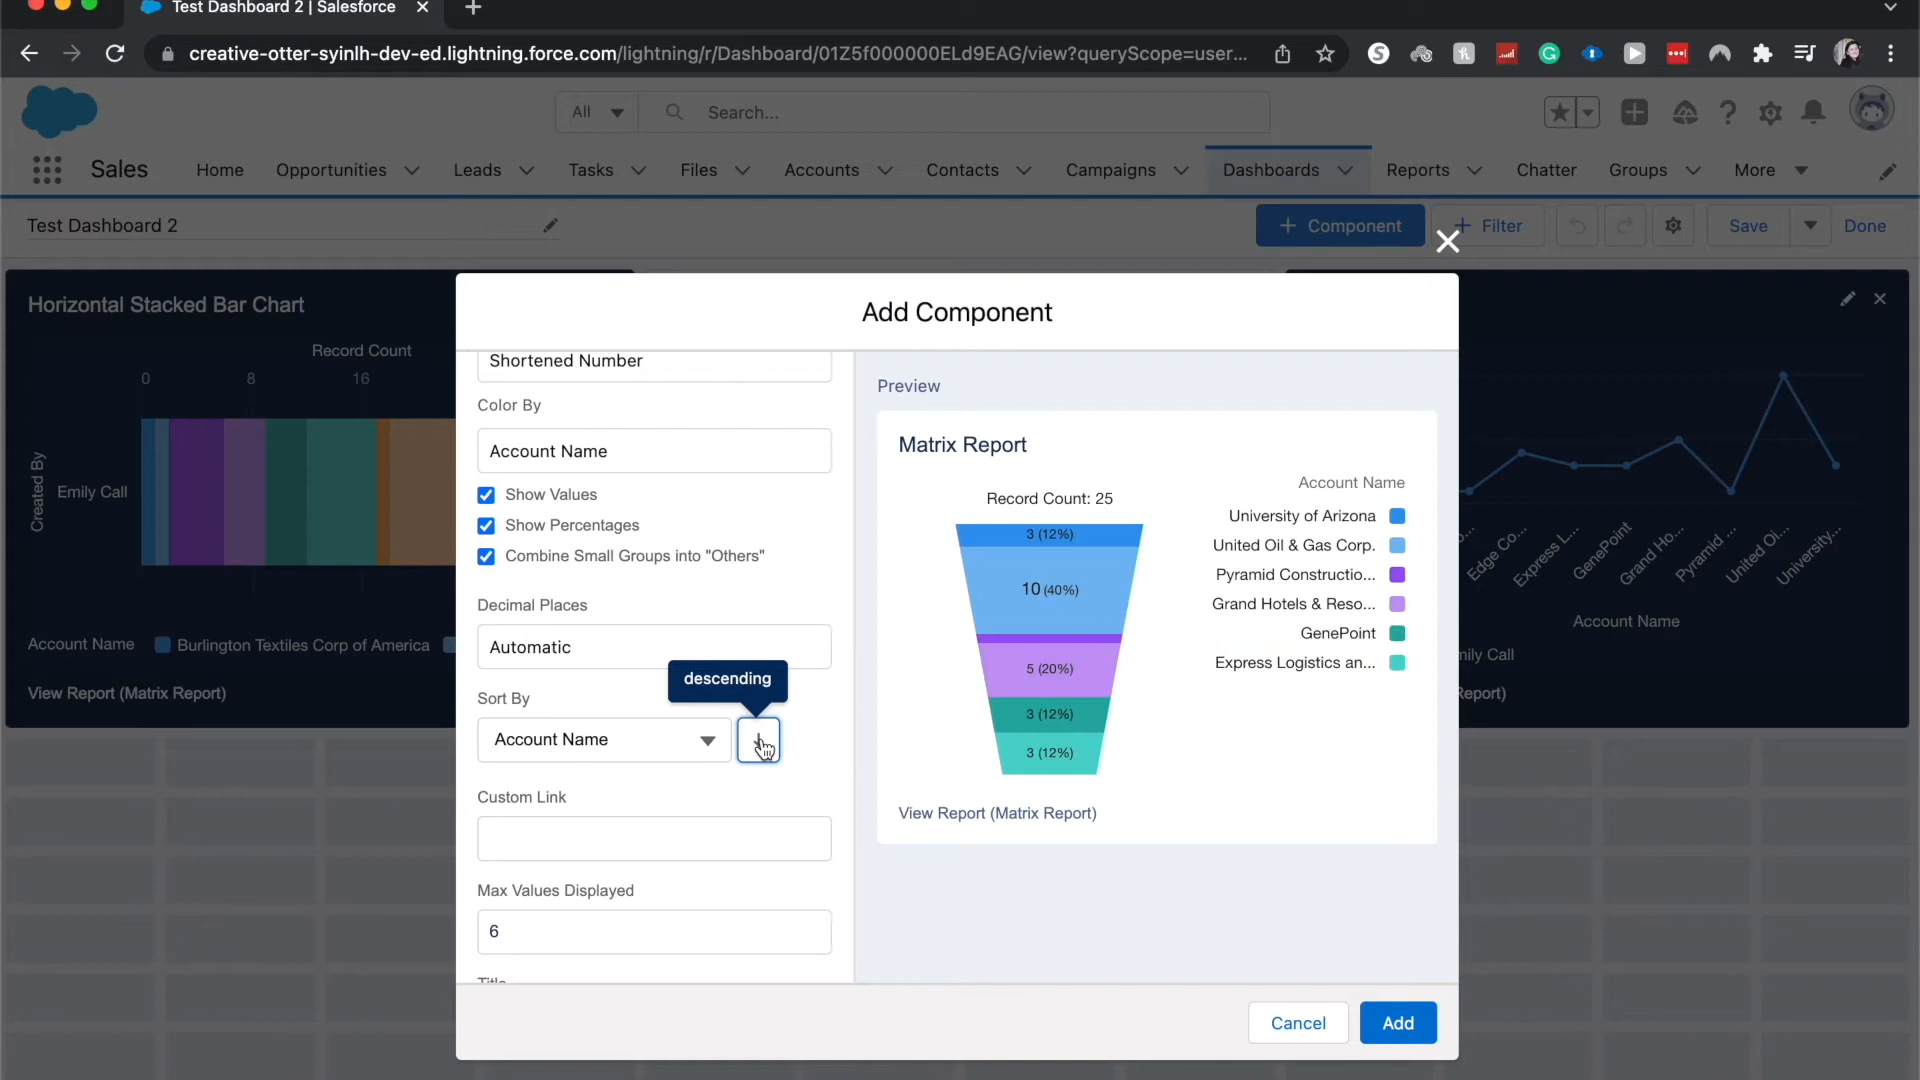 Test Dashboard 2 | Salesforce
creative-otter-syinlh-dev-ed.lightning.force.com/lightning/r/Dashboard/01Z5f000000ELd9EAG/view?queryScope=user...
All
Search...
Sales
Home
Opportunities
Leads
Tasks
Files
Accounts
Contacts
Campaigns
Dashboards
Reports
Chatter
Groups
More
Test Dashboard 2
+ Component
+ Filter
Save
Done
Horizontal Stacked Bar Chart
Record Count
0 8 16
Created By
Emily Call
Account Name
Burlington Textiles Corp of America
View Report (Matrix Report)
Add Component
Shortened Number
Color By
Account Name
Show Values
Show Percentages
Combine Small Groups into "Others"
Decimal Places
Automatic
descending
Sort By
Account Name
Custom Link
Max Values Displayed
6
Title
Preview
Matrix Report
Record Count: 25
3 (12%)
10 (40%)
5 (20%)
3 (12%)
3 (12%)
Account Name
University of Arizona
United Oil & Gas Corp.
Pyramid Constructio...
Grand Hotels & Reso...
GenePoint
Express Logistics an...
View Report (Matrix Report)
Cancel
Add
Edge Co...
Express L...
GenePoint
Grand Ho...
Pyramid ...
United Oi...
University...
Account Name
mily Call
Report)